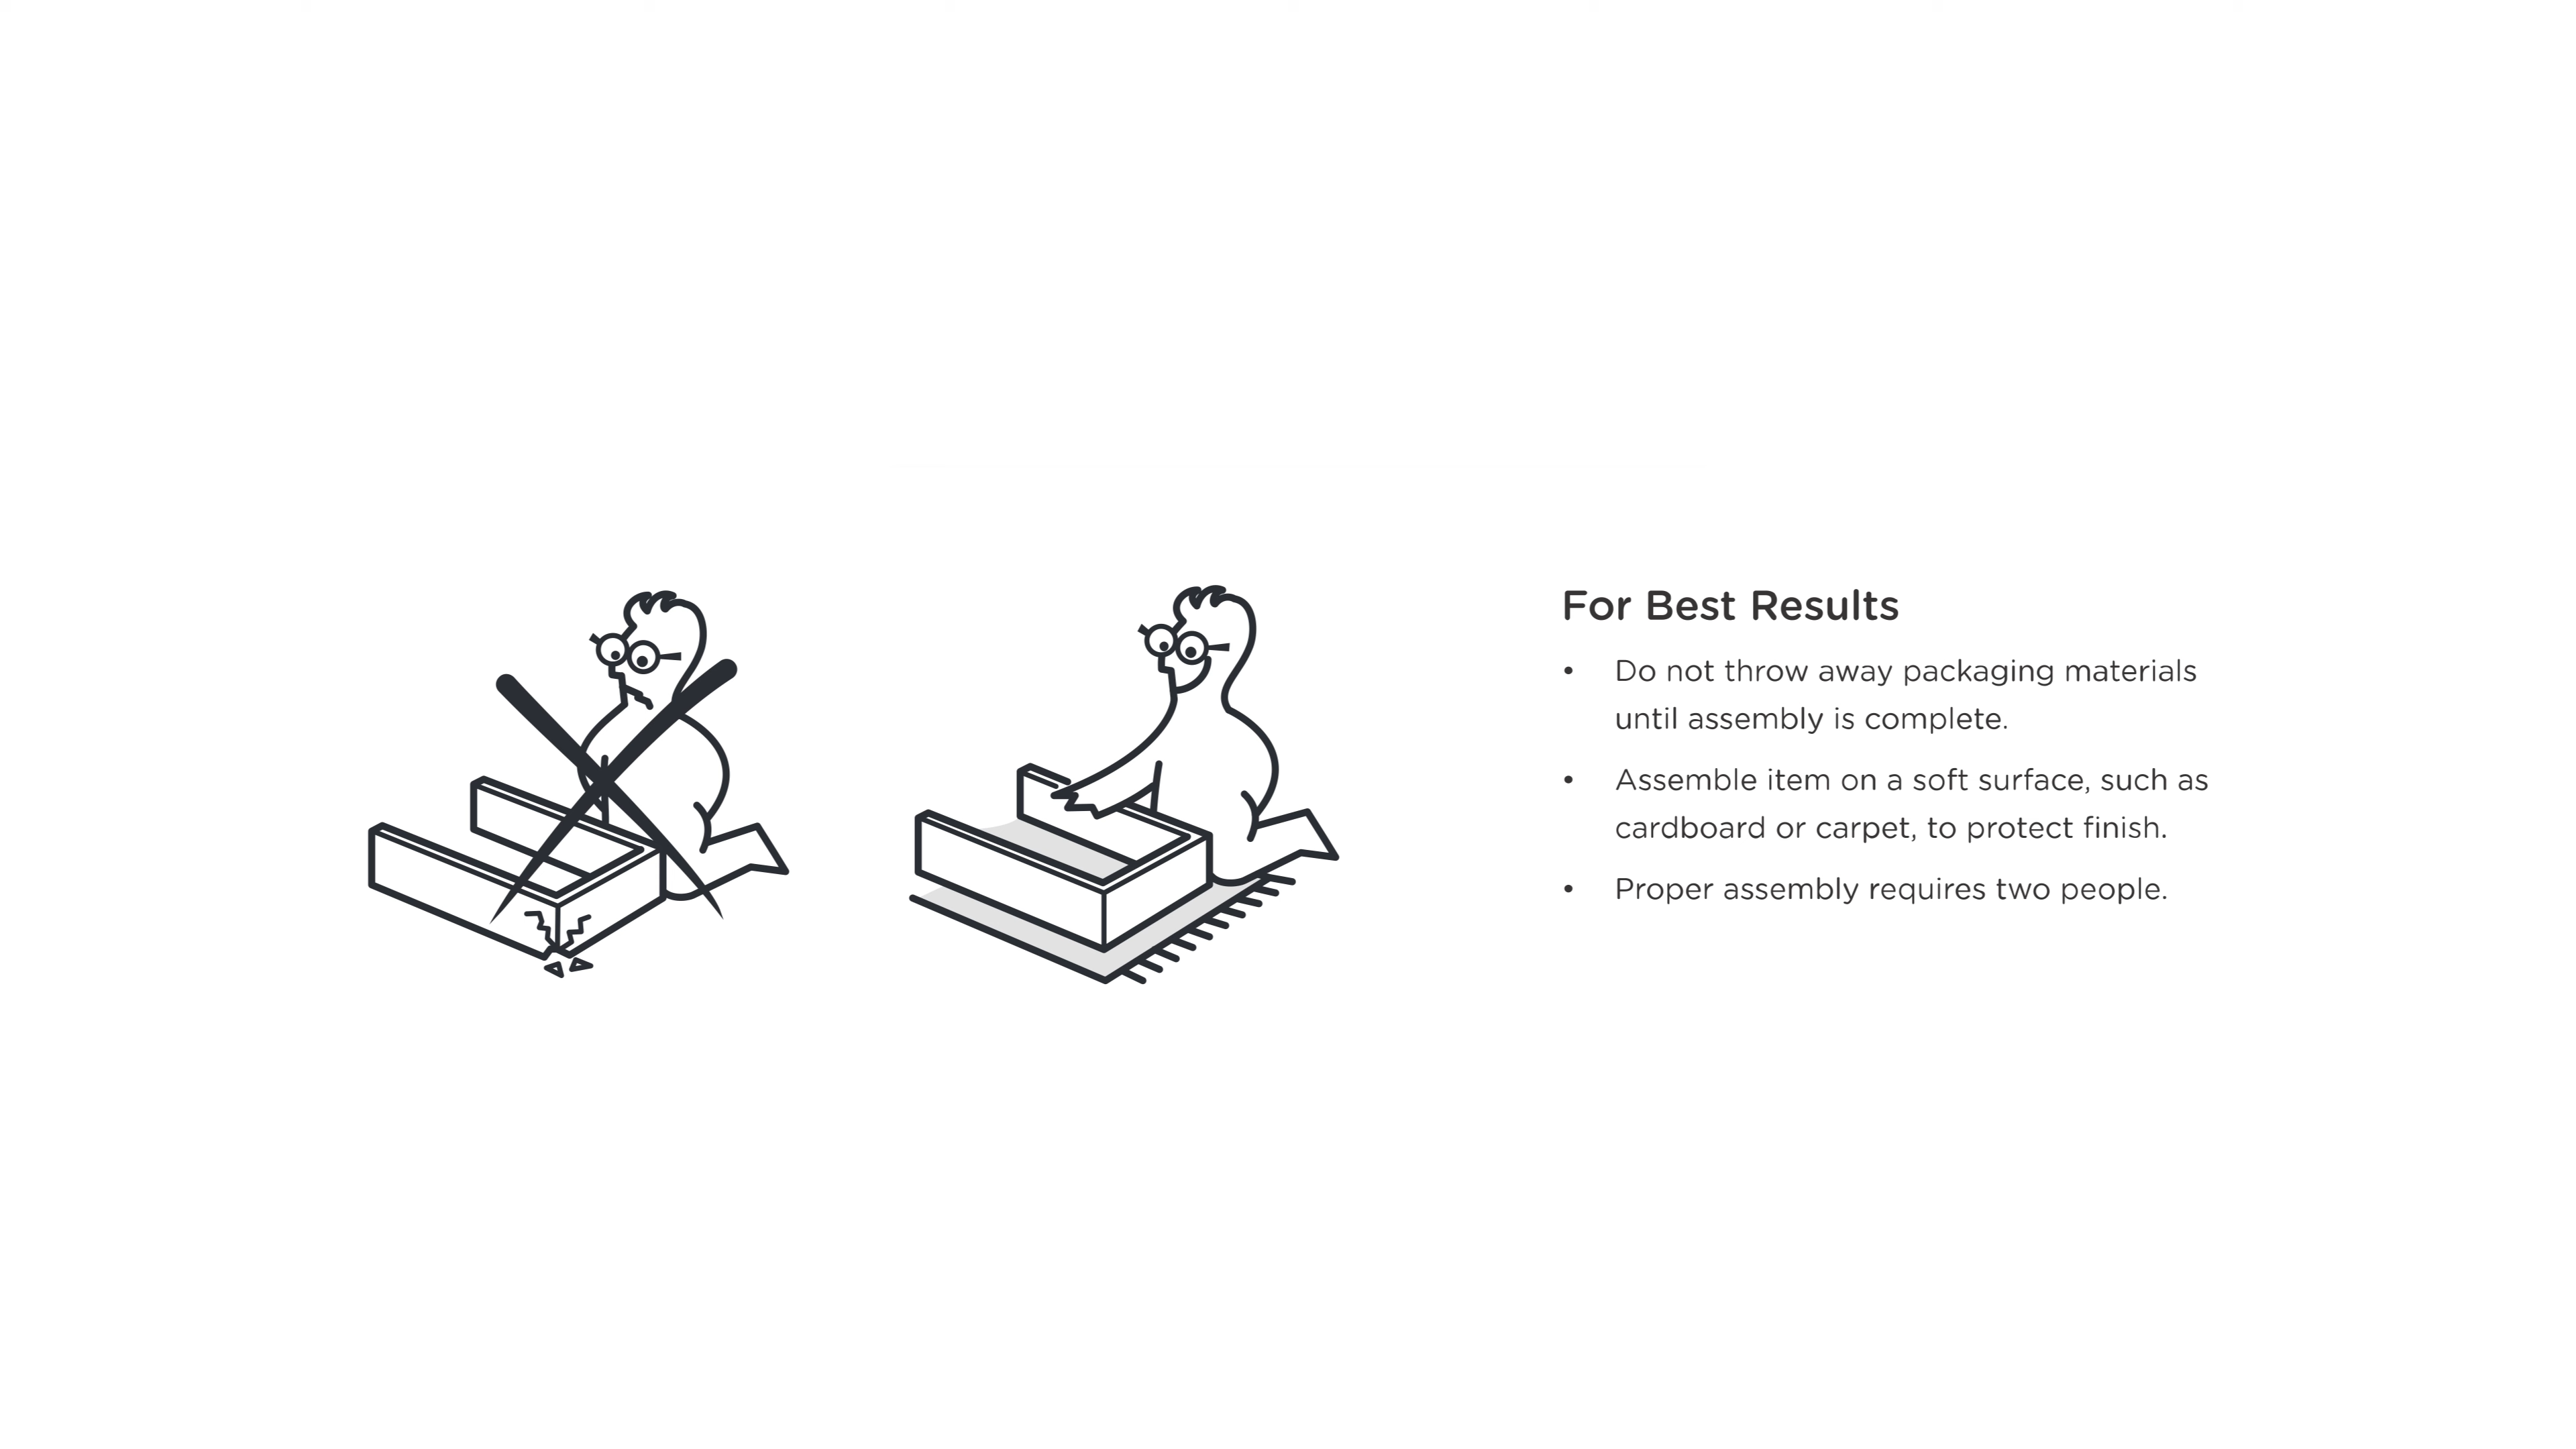 For Best Results
• Do not throw away packaging materials
until assembly is complete.
• Assemble item on a soft surface, such as
cardboard or carpet, to protect finish.
• Proper assembly requires two people.